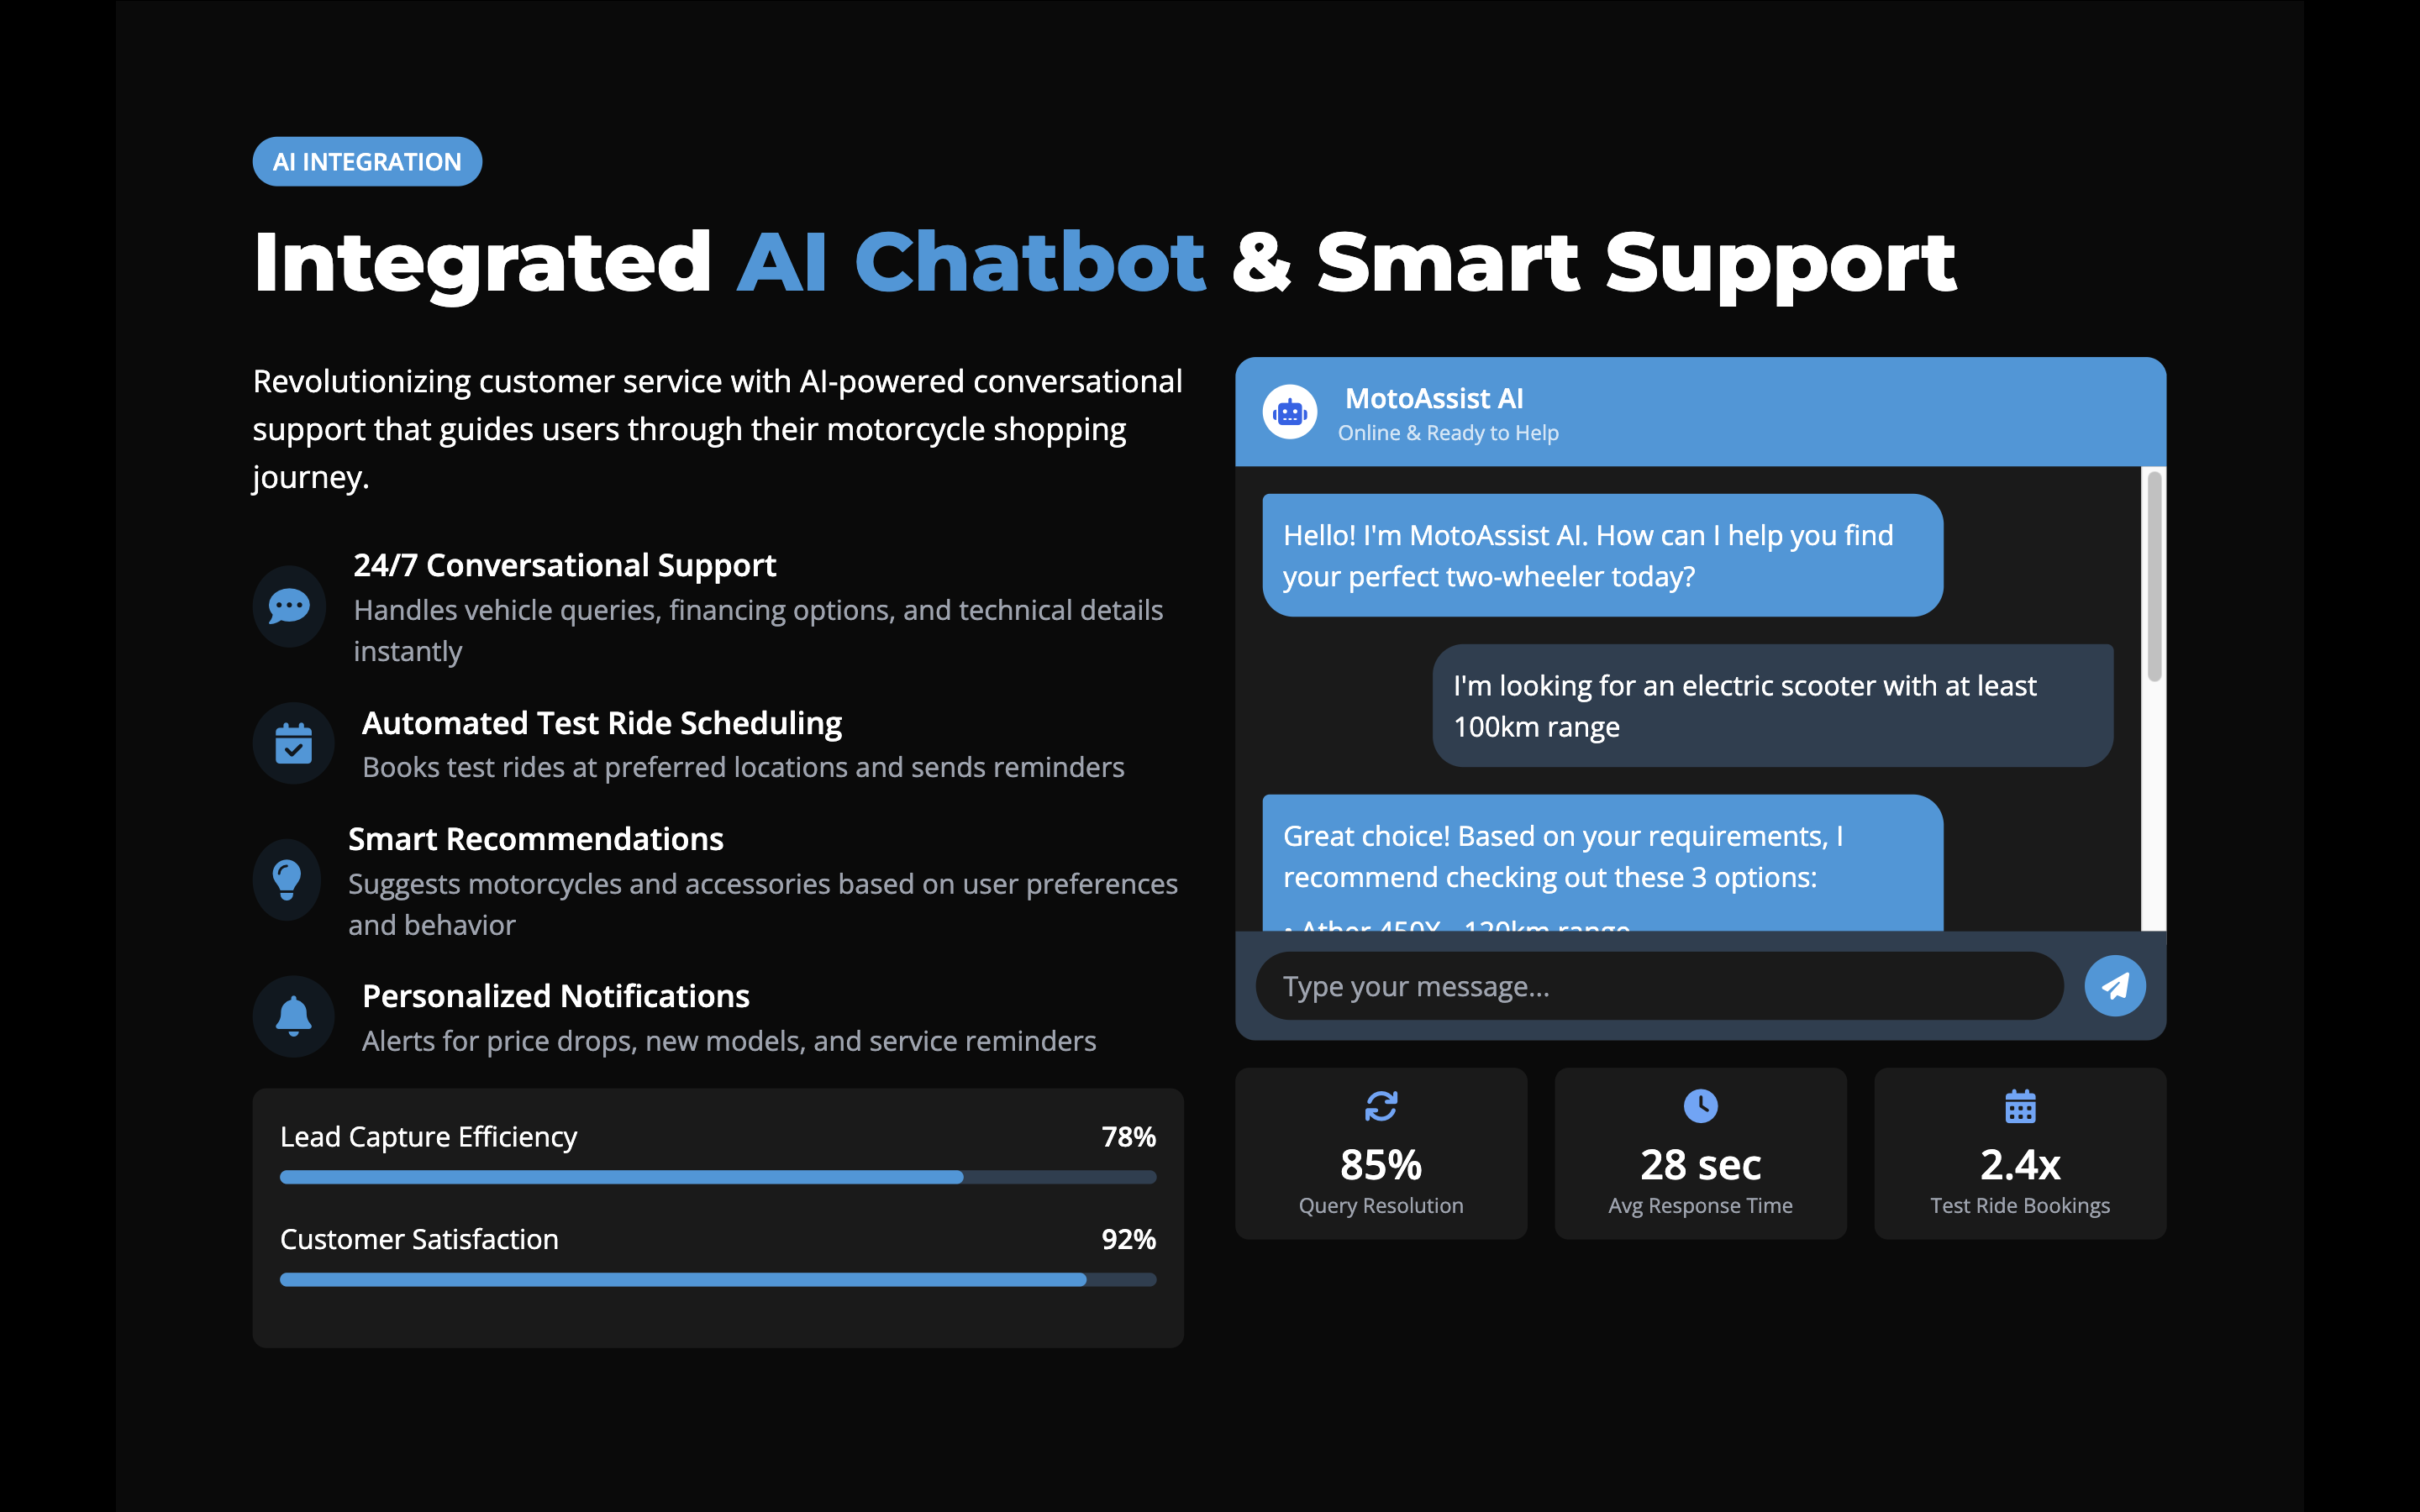 AI INTEGRATION
Integrated AI Chatbot & Smart Support
Revolutionizing customer service with AI-powered conversational
support that guides users through their motorcycle shopping
journey.
24/7 Conversational Support
Handles vehicle queries, financing options, and technical details
instantly
Automated Test Ride Scheduling
Books test rides at preferred locations and sends reminders
Smart Recommendations
Suggests motorcycles and accessories based on user preferences
and behavior
Personalized Notifications
Alerts for price drops, new models, and service reminders
Lead Capture Efficiency 78%
Customer Satisfaction 92%
MotoAssist AI
Online & Ready to Help
Hello! I'm MotoAssist AI. How can I help you find
your perfect two-wheeler today?
I'm looking for an electric scooter with at least
100km range
Great choice! Based on your requirements, I
recommend checking out these 3 options:
• Ather 450X - 120km range
Type your message...
85%
Query Resolution
28 sec
Avg Response Time
2.4x
Test Ride Bookings